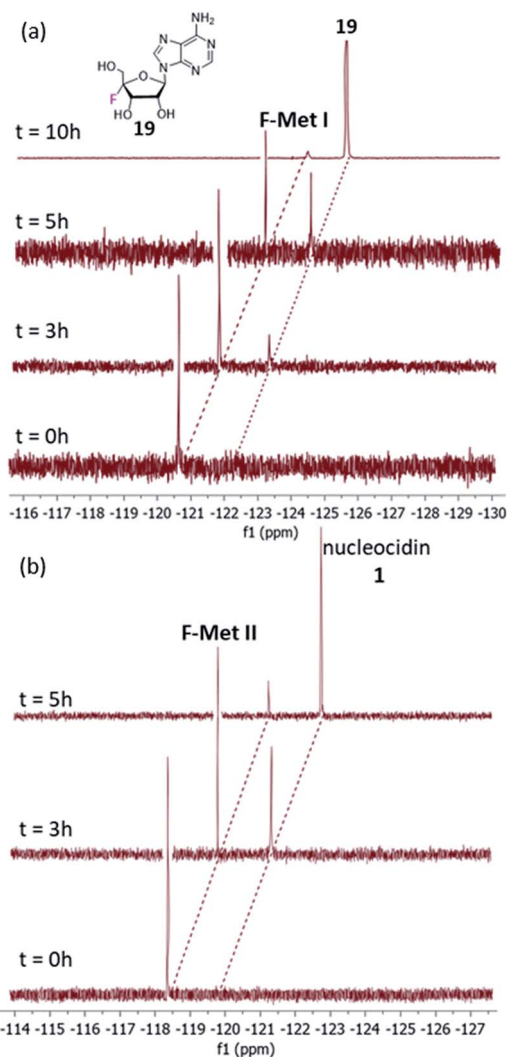 (a)
19
NH₂
N
N
N
N
HO
O
F
HO
OH
19
F-Met I
t = 10h
t = 5h
t = 3h
t = 0h
-116 -117 -118 -119 -120 -121 -122 -123 -124 -125 -126 -127 -128 -129 -130
f1 (ppm)
(b)
nucleocidin
1
F-Met II
t = 5h
t = 3h
t = 0h
-114 -115 -116 -117 -118 -119 -120 -121 -122 -123 -124 -125 -126 -127
f1 (ppm)